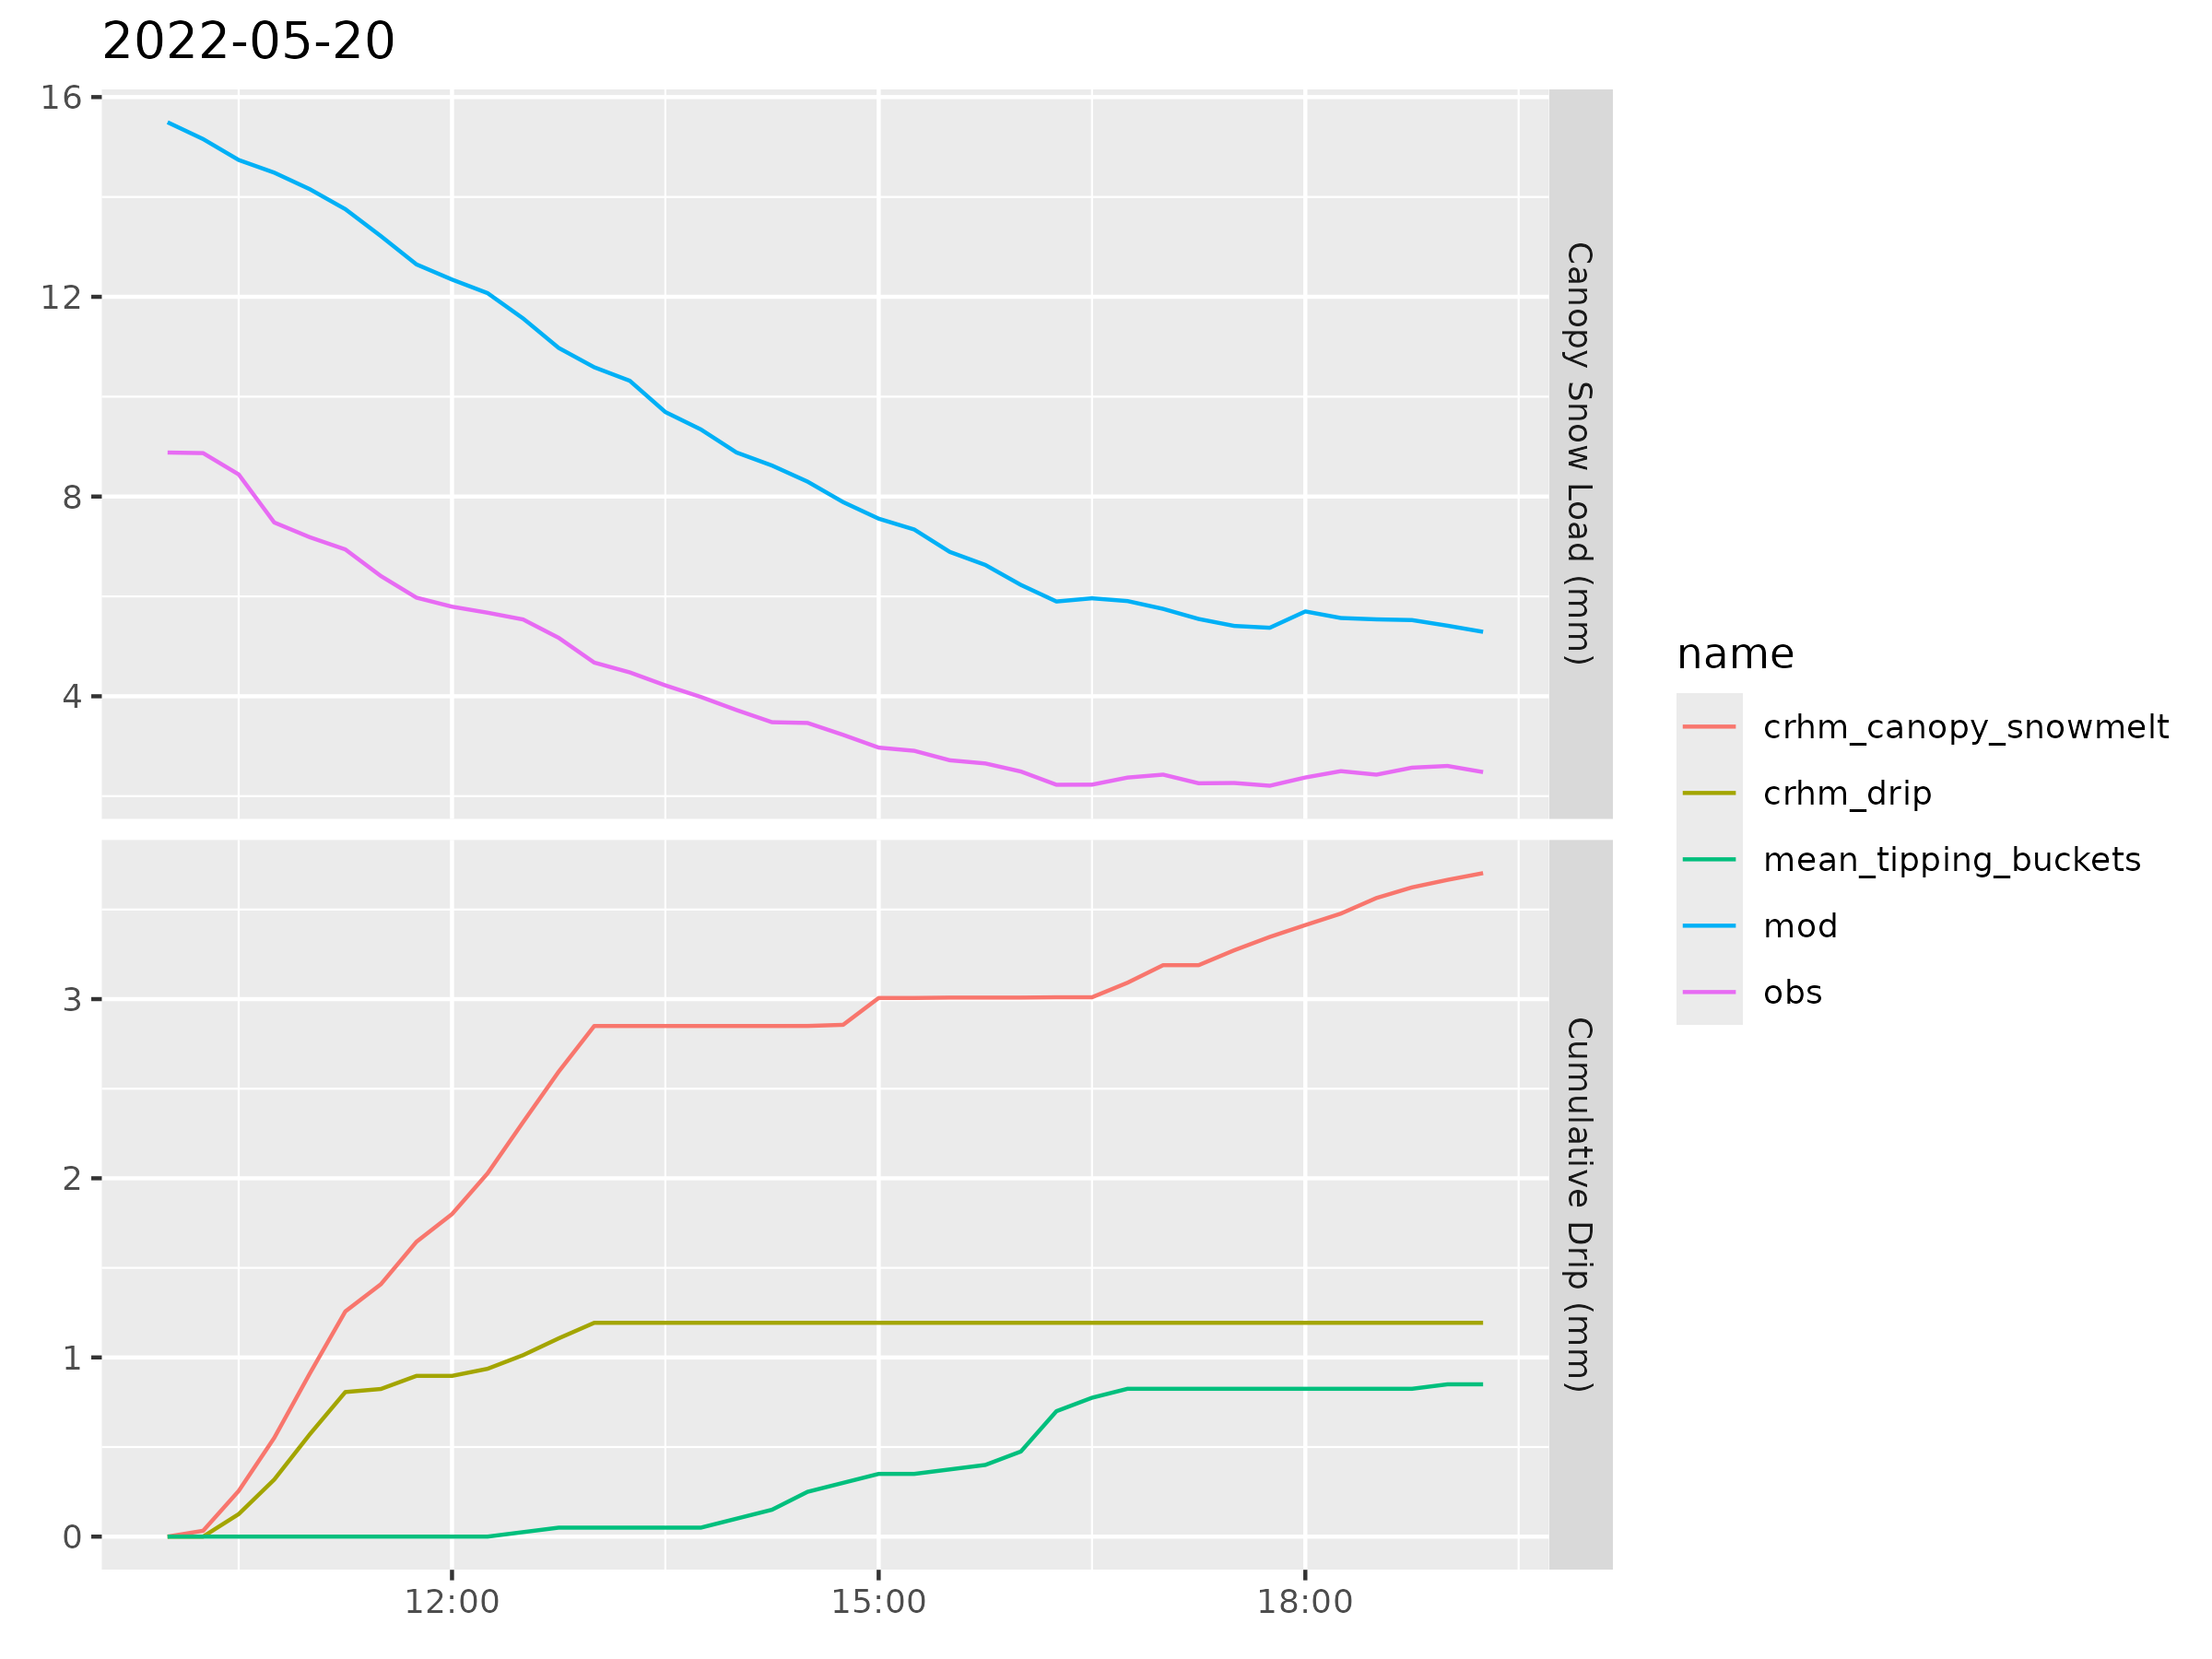 2022-05-20
16
12
8
4
Canopy Snow Load (mm)
3
2
1
0
Cumulative Drip (mm)
12:00 15:00 18:00
name
crhm_canopy_snowmelt
crhm_drip
mean_tipping_buckets
mod
obs